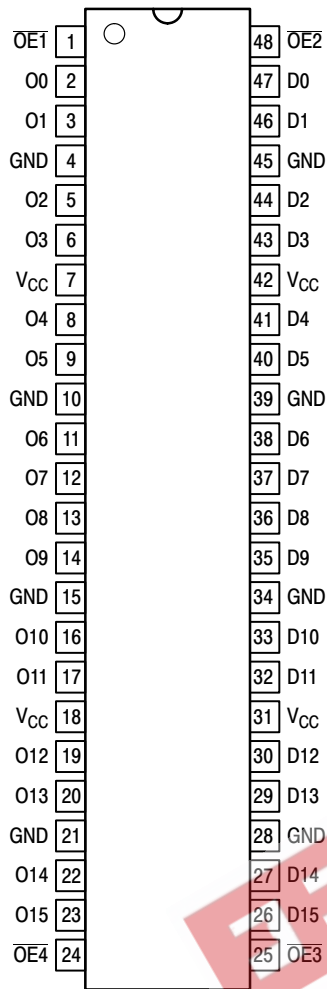 OE1 1 48 OE2
O0 2 47 D0
O1 3 46 D1
GND 4 45 GND
O2 5 44 D2
O3 6 43 D3
VCC 7 42 VCC
O4 8 41 D4
O5 9 40 D5
GND 10 39 GND
O6 11 38 D6
O7 12 37 D7
O8 13 36 D8
O9 14 35 D9
GND 15 34 GND
O10 16 33 D10
O11 17 32 D11
VCC 18 31 VCC
O12 19 30 D12
O13 20 29 D13
GND 21 28 GND
O14 22 27 D14
O15 23 26 D15
OE4 24 25 OE3